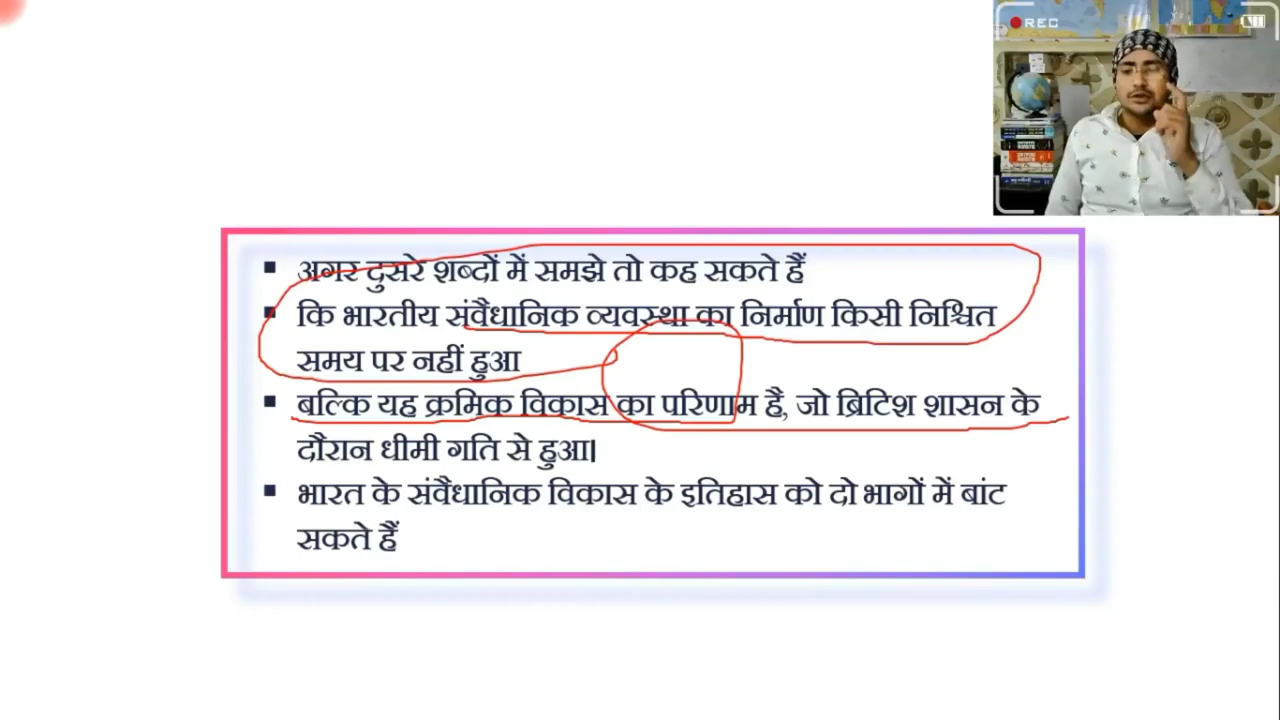 REC
▪ अगर दुसरे शब्दों में समझे तो कह सकते हैं
▪ कि भारतीय संवैधानिक व्यवस्था का निर्माण किसी निश्चित
समय पर नहीं हुआ
▪ बल्कि यह क्रमिक विकास का परिणाम है, जो ब्रिटिश शासन के
दौरान धीमी गति से हुआ।
▪ भारत के संवैधानिक विकास के इतिहास को दो भागों में बांट
सकते हैं